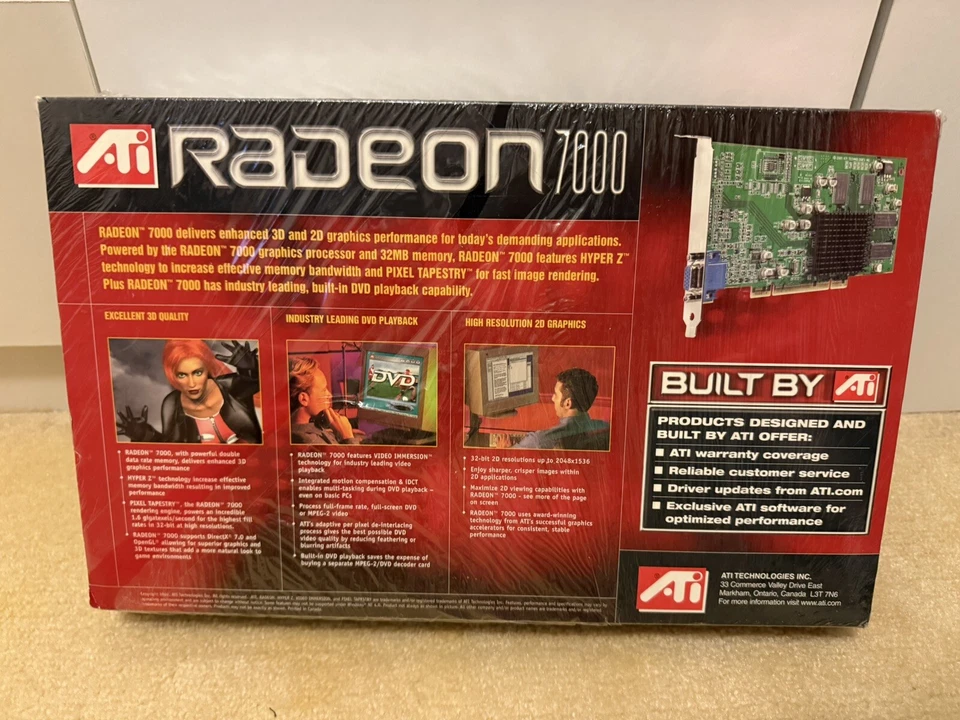 ATi RADEON™ 7000
RADEON™ 7000 delivers enhanced 3D and 2D graphics performance for today's demanding applications.
Powered by the RADEON™ 7000 graphics processor and 32MB memory, RADEON™ 7000 features HYPER Z™
technology to increase effective memory bandwidth and PIXEL TAPESTRY™ for fast image rendering.
Plus RADEON™ 7000 has industry leading, built-in DVD playback capability.
EXCELLENT 3D QUALITY
• RADEON™ 7000, with powerful double
data rate memory, delivers enhanced 3D
graphics performance
• HYPER Z™ technology increase effective
memory bandwidth resulting in improved
performance
• PIXEL TAPESTRY™, the RADEON™ 7000
rendering engine, powers an incredible
1.6 gigatexels/second for the highest fill
rates in 32-bit at high resolutions.
• RADEON™ 7000 supports DirectX® 7.0 and
OpenGL® allowing for superior graphics and
3D textures that add a more natural look to
game environments
INDUSTRY LEADING DVD PLAYBACK
DVD
• RADEON™ 7000 features VIDEO IMMERSION™
technology for industry leading video
playback
• Integrated motion compensation & IDCT
enables multi-tasking during DVD playback –
even on basic PCs
• Process full-frame rate, full-screen DVD
or MPEG-2 video
• ATI's adaptive per pixel de-interlacing
process gives the best possible DVD
video quality by reducing feathering or
blurring artifacts
• Built-in DVD playback saves the expense of
buying a separate MPEG-2/DVD decoder card
HIGH RESOLUTION 2D GRAPHICS
• 32-bit 2D resolutions up to 2048x1536
• Enjoy sharper, crisper images within
2D applications
• Maximize 2D viewing capabilities with
RADEON™ 7000 - see more of the page
on screen
• RADEON™ 7000 uses award-winning
technology from ATI's successful graphics
accelerators for consistent, stable
performance
BUILT BY ATi
PRODUCTS DESIGNED AND
BUILT BY ATI OFFER:
■ ATI warranty coverage
■ Reliable customer service
■ Driver updates from ATI.com
■ Exclusive ATI software for
optimized performance
ATi
ATI TECHNOLOGIES INC.
33 Commerce Valley Drive East
Markham, Ontario, Canada L3T 7N6
For more information visit www.ati.com